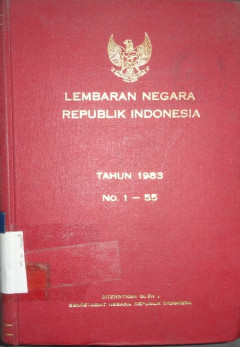 LEMBARAN NEGARA
REPUBLIK INDONESIA
TAHUN 1983
No. 1 – 55
DITERBITKAN OLEH :
SEKRETARIAT NEGARA REPUBLIK INDONESIA